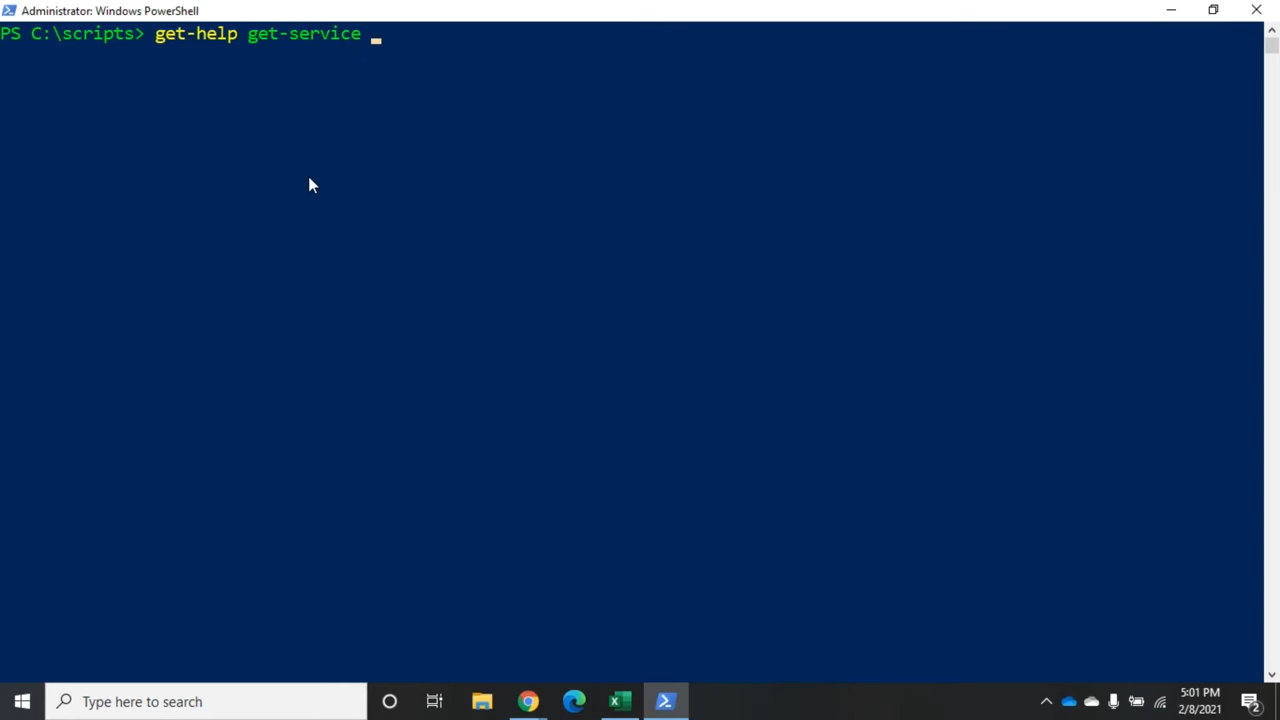 Administrator: Windows PowerShell
PS C:\scripts> get-help get-service
Type here to search
5:01 PM
2/8/2021
2